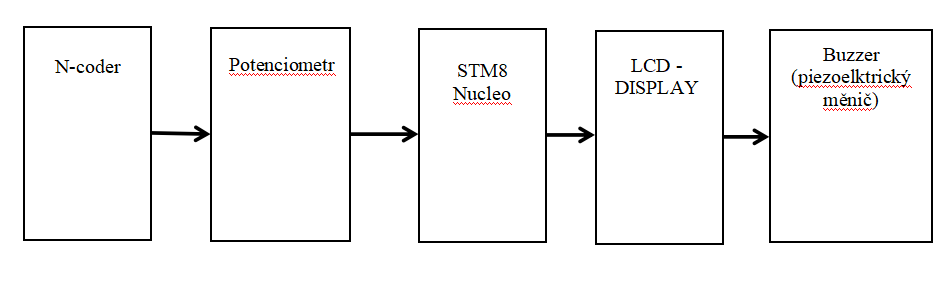 N-coder
Potenciometr
STM8
Nucleo
LCD -
DISPLAY
Buzzer
(piezoelktrický
měnič)